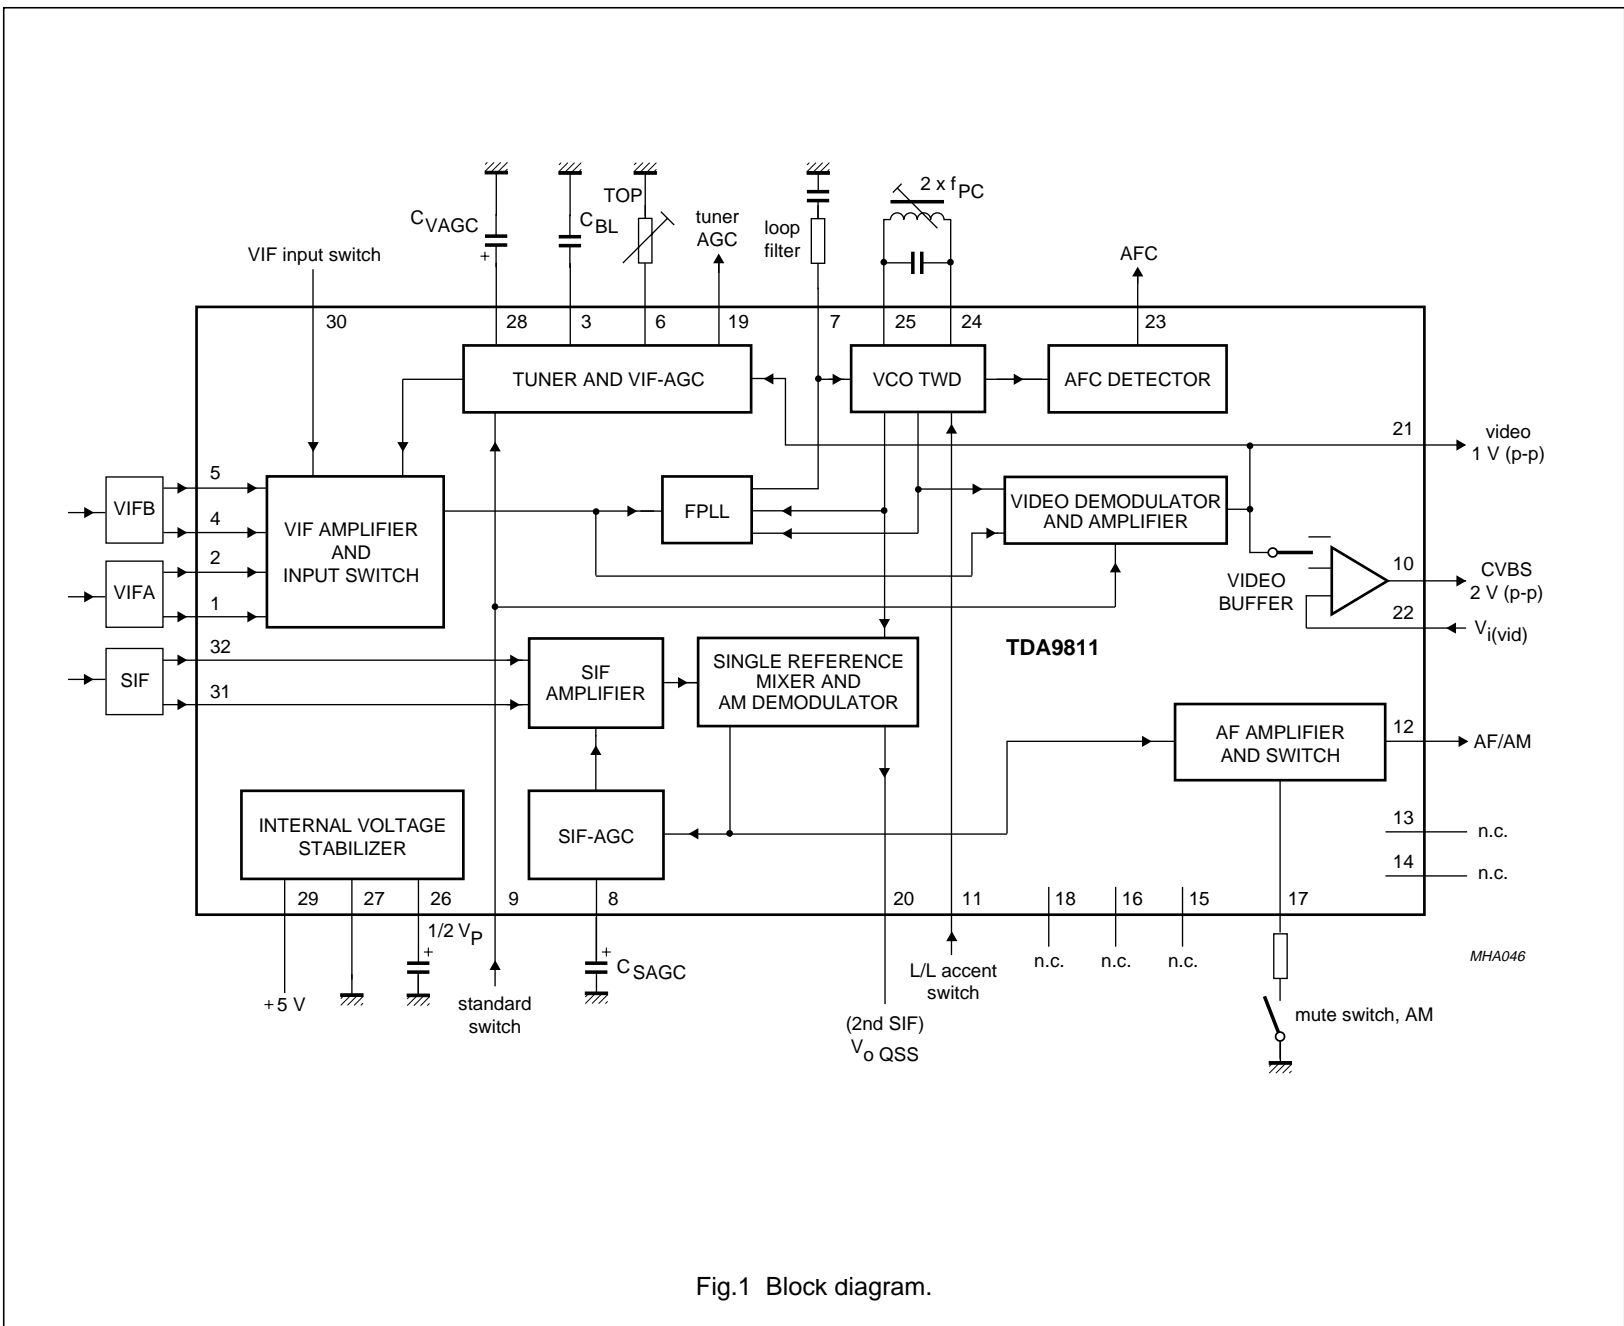 2 x f PC
TOP
C VAGC
C BL
tuner
AGC
loop
filter
+
VIF input switch
AFC
30
28
3
6
19
7
25
24
23
TUNER AND VIF-AGC
VCO TWD
AFC DETECTOR
21
video
1 V (p-p)
5
VIFB
4
VIF AMPLIFIER
AND
INPUT SWITCH
FPLL
VIDEO DEMODULATOR
AND AMPLIFIER
2
VIFA
1
VIDEO
BUFFER
10
CVBS
2 V (p-p)
22
V i(vid)
TDA9811
32
SIF
31
SIF
AMPLIFIER
SINGLE REFERENCE
MIXER AND
AM DEMODULATOR
AF AMPLIFIER
AND SWITCH
12
AF/AM
INTERNAL VOLTAGE
STABILIZER
SIF-AGC
13
n.c.
14
n.c.
29
27
26
9
8
20
11
18
16
15
17
1/2 V P
+
+
C SAGC
+5 V
standard
switch
L/L accent
switch
n.c.
n.c.
n.c.
MHA046
(2nd SIF)
V o QSS
mute switch, AM
Fig.1 Block diagram.